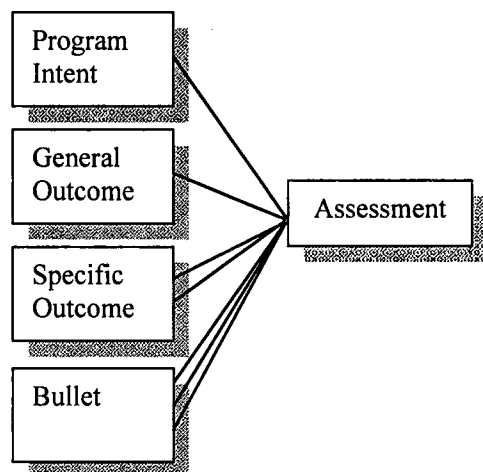 Program
Intent
General
Outcome
Assessment
Specific
Outcome
Bullet